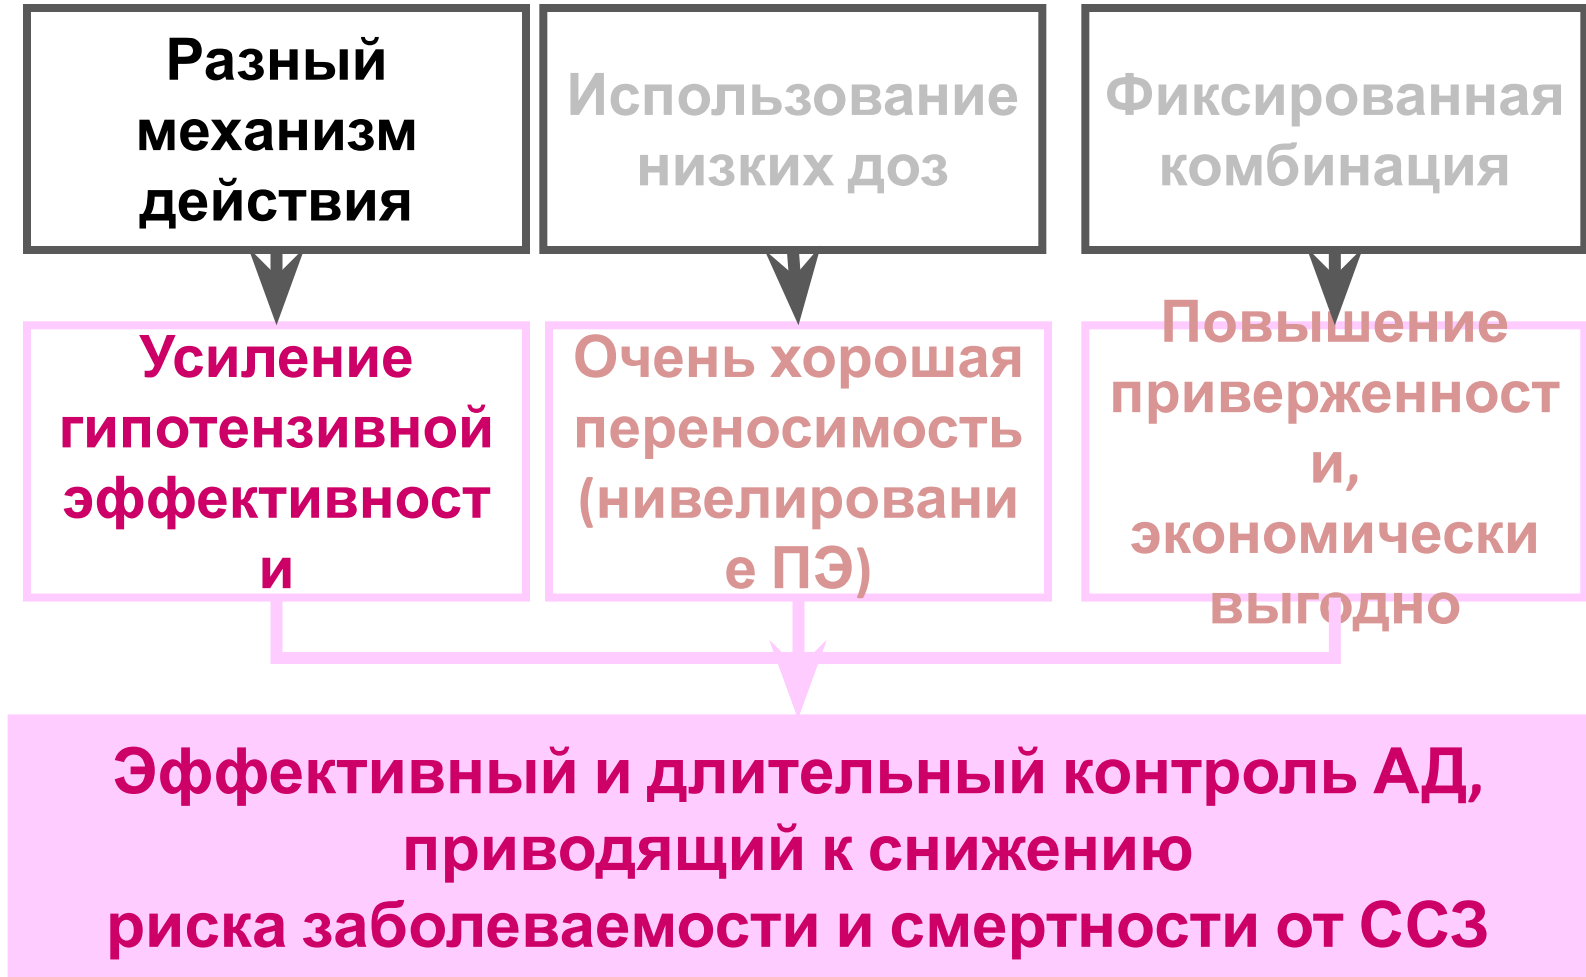 Разный
механизм
действия
Использование
низких доз
Фиксированная
комбинация
Усиление
гипотензивной
эффективност
и
Очень хорошая
переносимость
(нивелировани
е ПЭ)
Повышение
приверженност
и,
экономически
выгодно
Эффективный и длительный контроль АД,
приводящий к снижению
риска заболеваемости и смертности от ССЗ